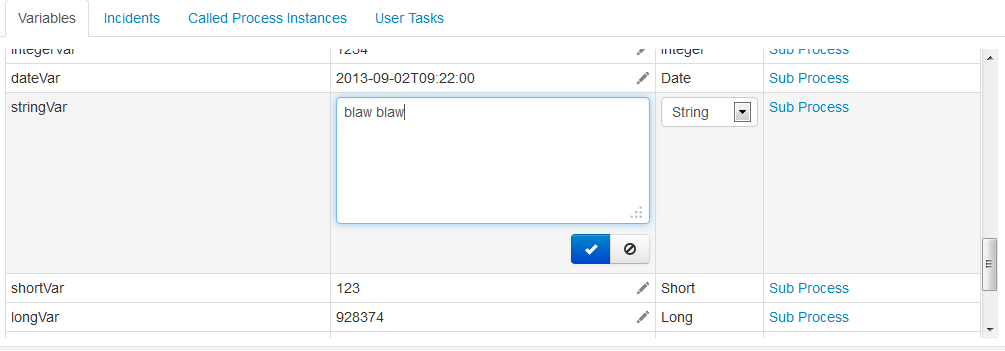 Variables Incidents Called Process Instances User Tasks
integerVar 1234 Integer Sub Process
dateVar 2013-09-02T09:22:00 Date Sub Process
stringVar blaw blaw String Sub Process
shortVar 123 Short Sub Process
longVar 928374 Long Sub Process